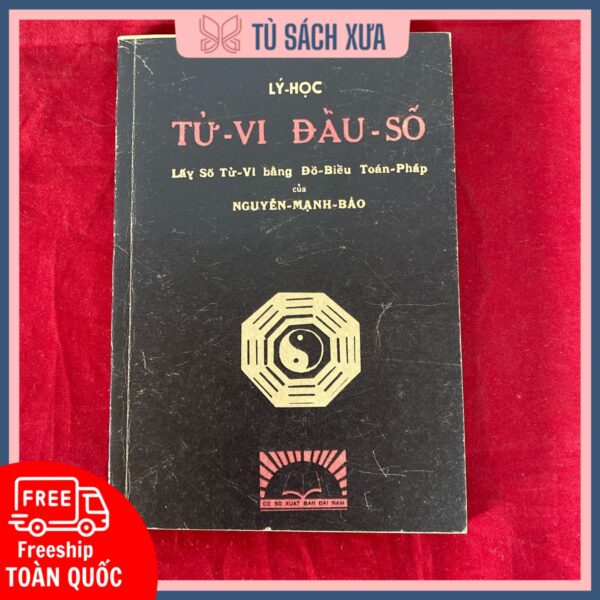 TỦ SÁCH XƯA
LÝ-HỌC
TỬ-VI ĐẦU-SỐ
Lấy Số Tử-Vi bằng Đồ-Biểu Toán-Pháp
của
NGUYỄN-MẠNH-BẢO
CƠ SỞ XUẤT BẢN ĐẠI NAM
FREE
Freeship
TOÀN QUỐC